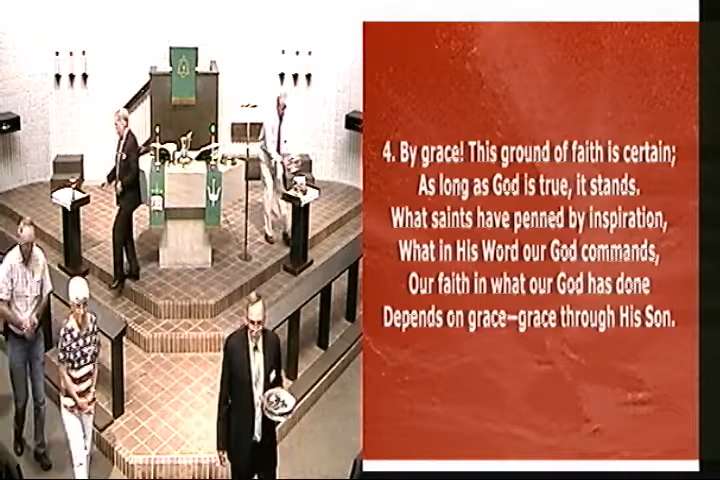 4. By grace! This ground of faith is certain;
As long as God is true, it stands.
What saints have penned by inspiration,
What in His Word our God commands,
Our faith in what our God has done
Depends on grace—grace through His Son.